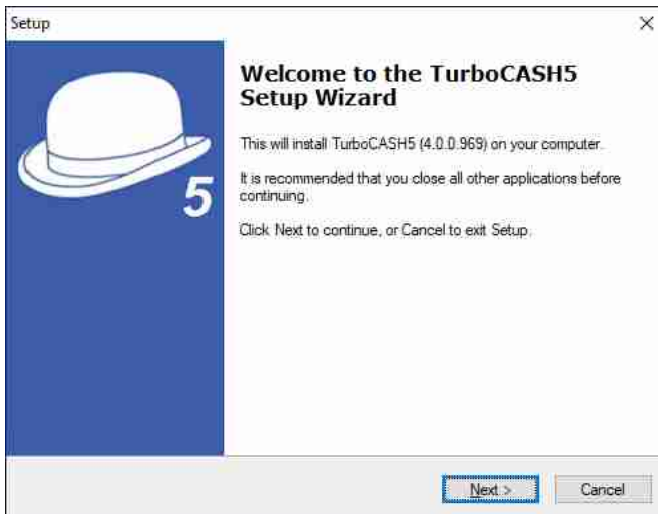 Setup
Welcome to the TurboCASH5
Setup Wizard
This will install TurboCASH5 (4.0.0.969) on your computer.
It is recommended that you close all other applications before
continuing.
Click Next to continue, or Cancel to exit Setup.
5
Next >
Cancel